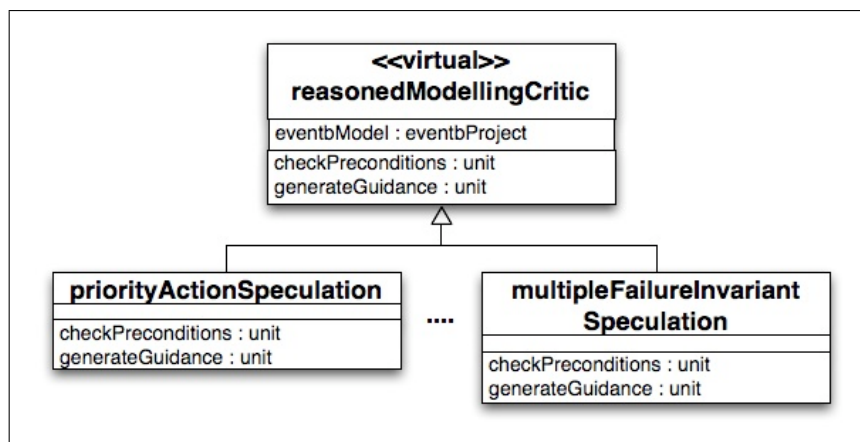 <<virtual>>
reasonedModellingCritic
eventbModel : eventbProject
checkPreconditions : unit
generateGuidance : unit
priorityActionSpeculation
checkPreconditions : unit
generateGuidance : unit
....
multipleFailureInvariant
Speculation
checkPreconditions : unit
generateGuidance : unit